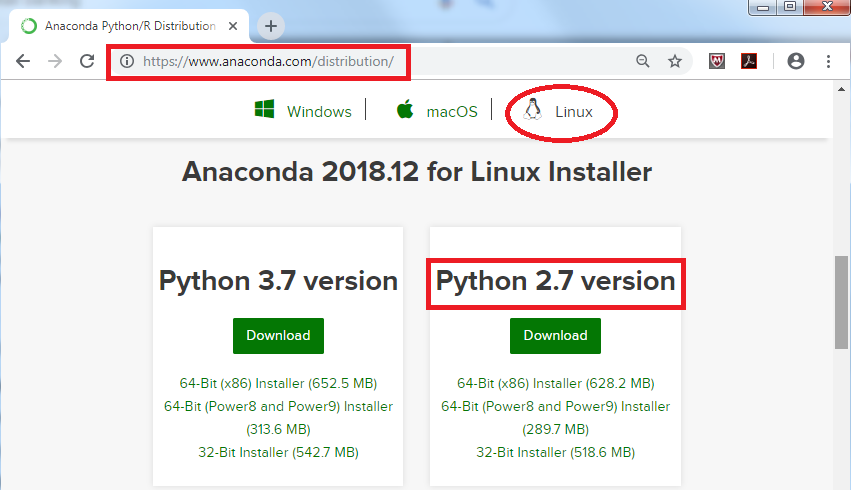 Anaconda Python/R Distribution
https://www.anaconda.com/distribution/
Windows | macOS | Linux
Anaconda 2018.12 for Linux Installer
Python 3.7 version
Download
64-Bit (x86) Installer (652.5 MB)
64-Bit (Power8 and Power9) Installer
(313.6 MB)
32-Bit Installer (542.7 MB)
Python 2.7 version
Download
64-Bit (x86) Installer (628.2 MB)
64-Bit (Power8 and Power9) Installer
(289.7 MB)
32-Bit Installer (518.6 MB)